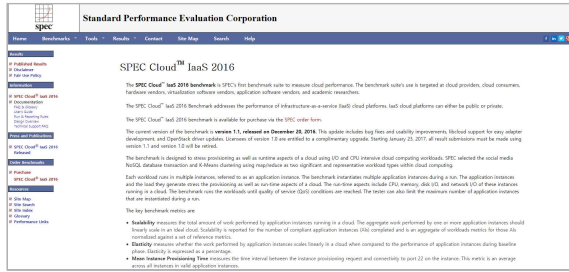 spec
Standard Performance Evaluation Corporation
Home Benchmarks Tools Results Contact Site Map Search Help
Results
Published Results
Disclaimer
Fair Use Policy
Information
SPEC Cloud® IaaS 2016
Documentation
FAQ & Glossary
Users Guide
Run & Reporting Rules
Design Overview
Technical Support FAQ
Press and Publications
SPEC Cloud® IaaS 2016
Released
Order Benchmarks
Purchase
SPEC Cloud® IaaS 2016
Resources
Site Map
Site Search
Site Index
Glossary
Performance Links
SPEC Cloud™ IaaS 2016
The SPEC Cloud™ IaaS 2016 benchmark is SPEC's first benchmark suite to measure cloud performance. The benchmark suite's use is targeted at cloud providers, cloud consumers,
hardware vendors, virtualization software vendors, application software vendors, and academic researchers.
The SPEC Cloud™ IaaS 2016 Benchmark addresses the performance of infrastructure-as-a-service (IaaS) cloud platforms. IaaS cloud platforms can either be public or private.
The SPEC Cloud™ IaaS 2016 benchmark is available for purchase via the SPEC order form.
The current version of the benchmark is version 1.1, released on December 20, 2016. This update includes bug fixes and usability improvements, libcloud support for easy adapter
development, and OpenStack driver updates. Licensees of version 1.0 are entitled to a complimentary upgrade. Starting January 23, 2017, all result submissions must be made using
version 1.1 and version 1.0 will be retired.
The benchmark is designed to stress provisioning as well as runtime aspects of a cloud using I/O and CPU intensive cloud computing workloads. SPEC selected the social media
NoSQL database transaction and K-Means clustering using map/reduce as two significant and representative workload types within cloud computing.
Each workload runs in multiple instances, referred to as an application instance. The benchmark instantiates multiple application instances during a run. The application instances
and the load they generate stress the provisioning as well as run-time aspects of a cloud. The run-time aspects include CPU, memory, disk I/O, and network I/O of these instances
running in a cloud. The benchmark runs the workloads until quality of service (QoS) conditions are reached. The tester can also limit the maximum number of application instances
that are instantiated during a run.
The key benchmark metrics are:
Scalability measures the total amount of work performed by application instances running in a cloud. The aggregate work performed by one or more application instances should
linearly scale in an ideal cloud. Scalability is reported for the number of compliant application instances (AIs) completed and is an aggregate of workloads metrics for those AIs
normalized against a set of reference metrics.
Elasticity measures whether the work performed by application instances scales linearly in a cloud when compared to the performance of application instances during baseline
phase. Elasticity is expressed as a percentage.
Mean Instance Provisioning Time measures the time interval between the instance provisioning request and connectivity to port 22 on the instance. This metric is an average
across all instances in valid application instances.